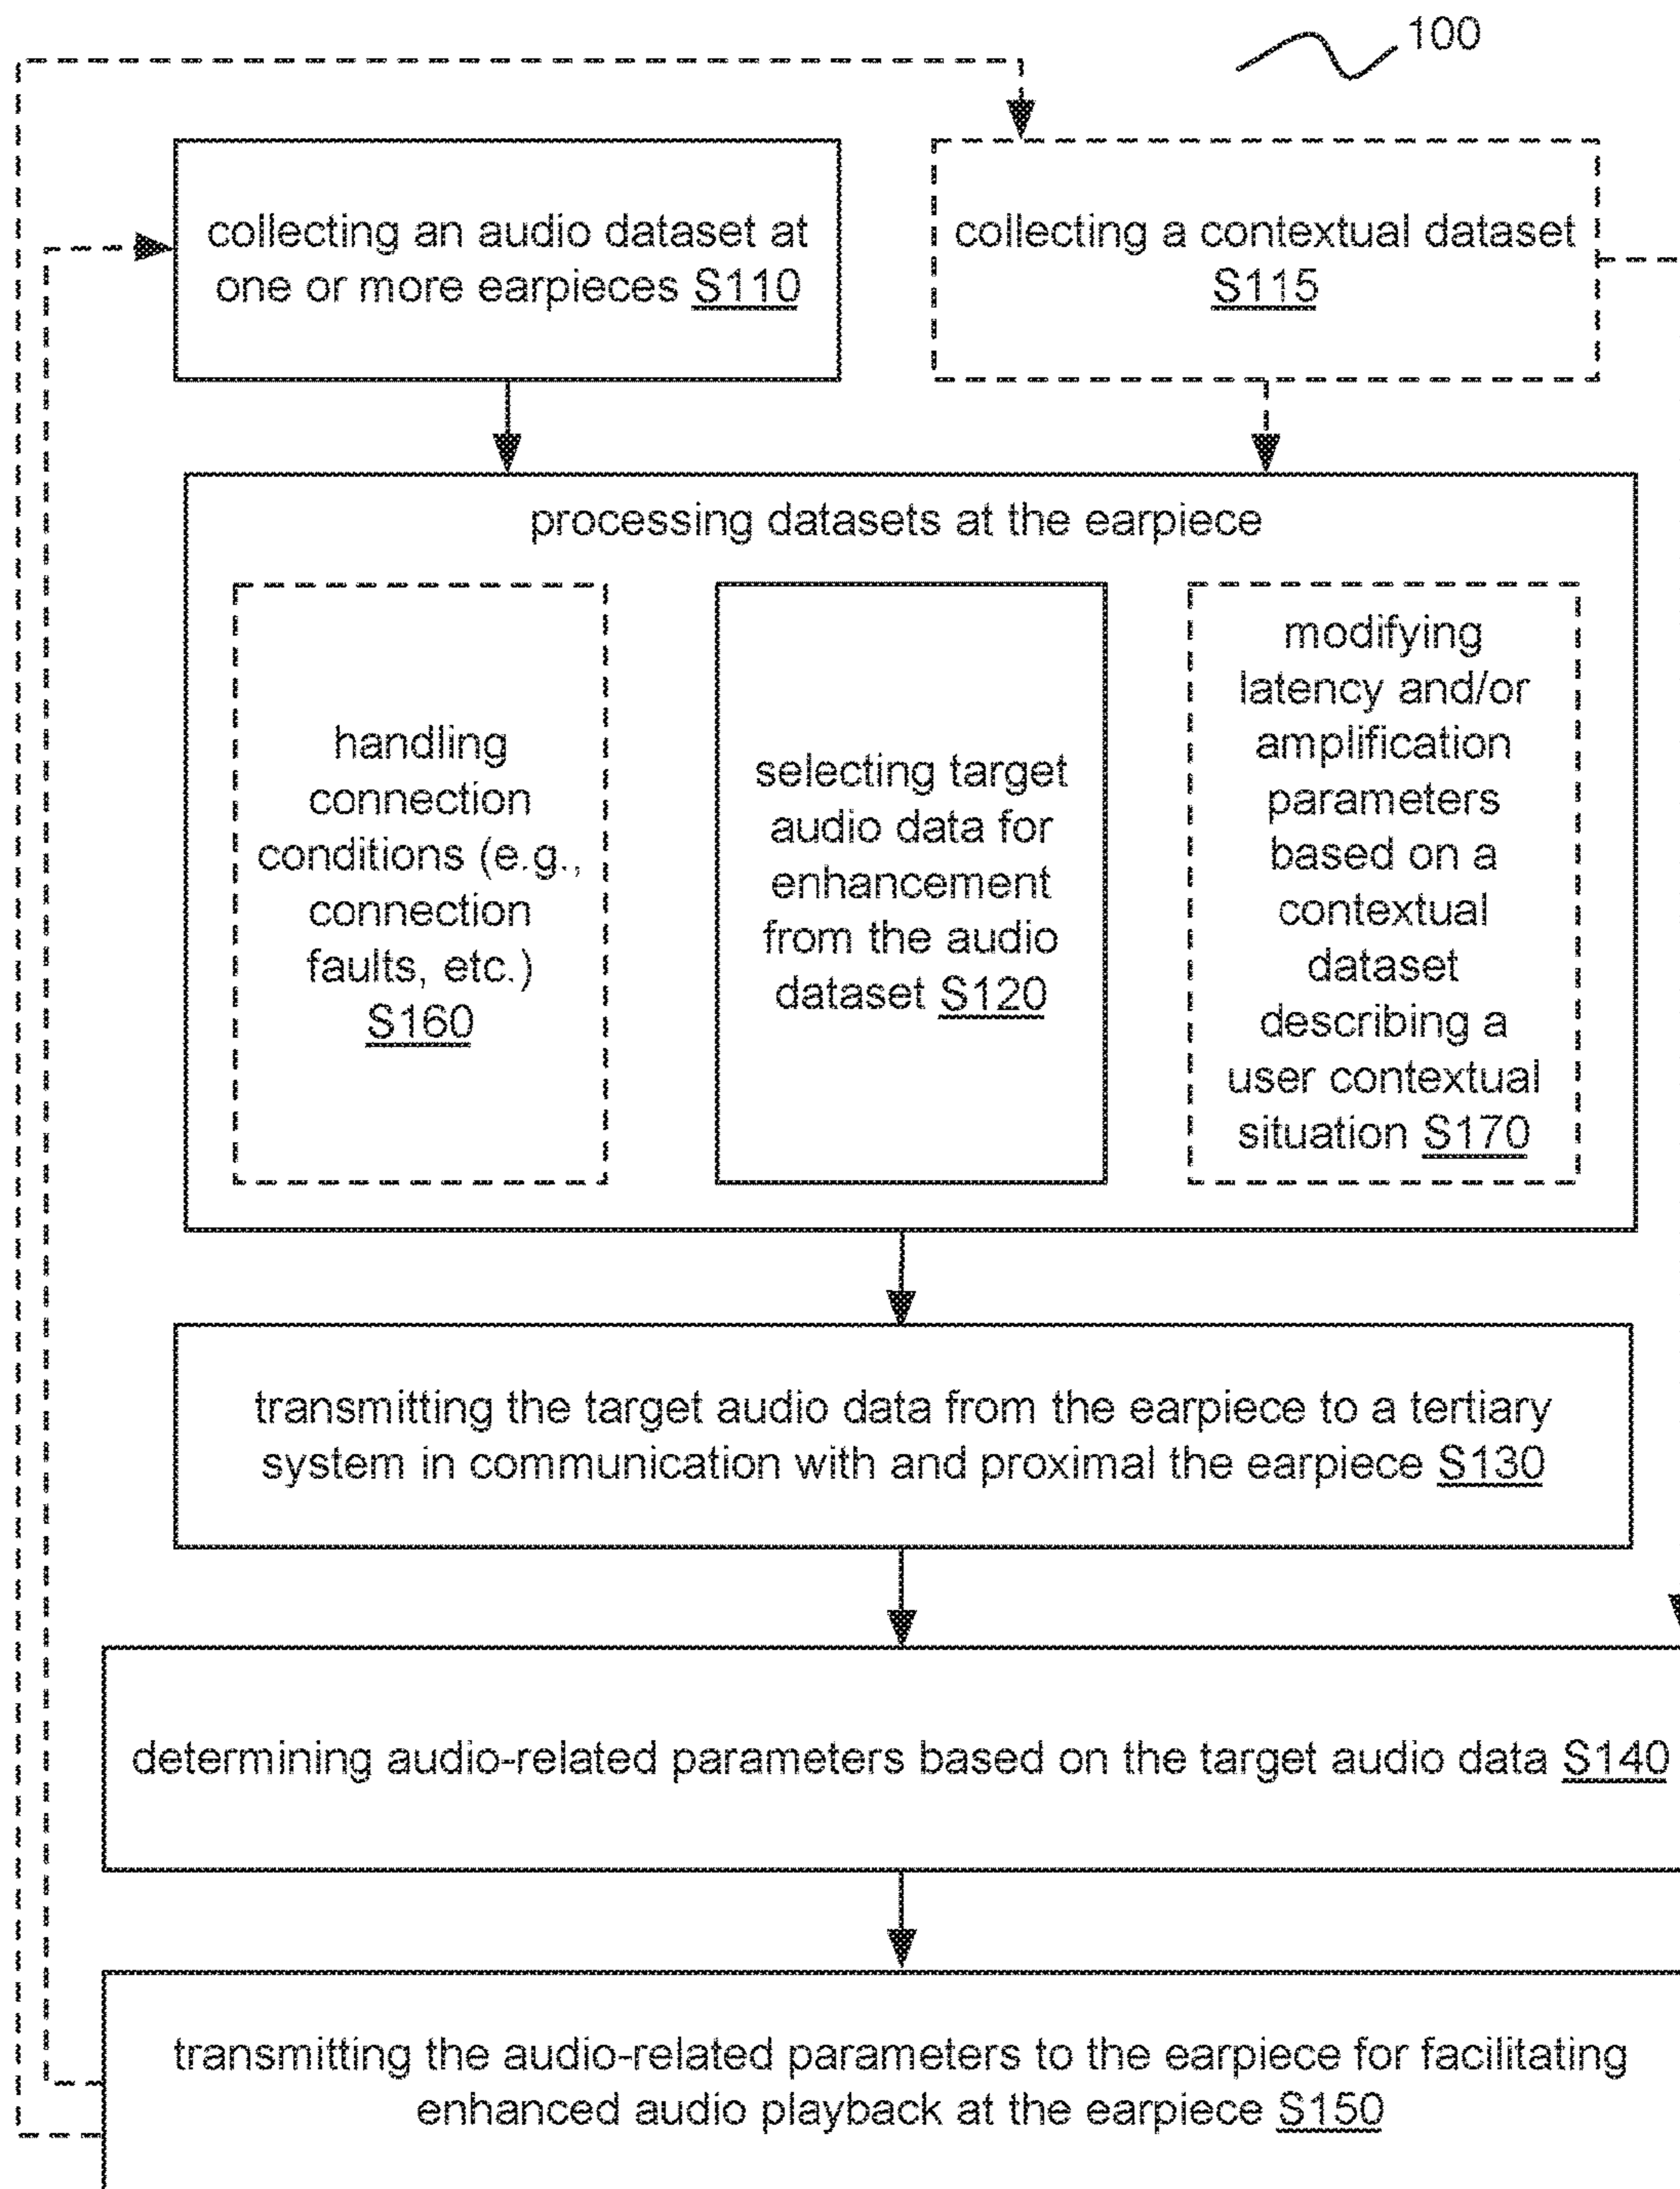 100
collecting an audio dataset at
one or more earpieces S110
collecting a contextual dataset
S115
processing datasets at the earpiece
handling
connection
conditions (e.g.,
connection
faults, etc.)
S160
selecting target
audio data for
enhancement
from the audio
dataset S120
modifying
latency and/or
amplification
parameters
based on a
contextual
dataset
describing a
user contextual
situation S170
transmitting the target audio data from the earpiece to a tertiary
system in communication with and proximal the earpiece S130
determining audio-related parameters based on the target audio data S140
transmitting the audio-related parameters to the earpiece for facilitating
enhanced audio playback at the earpiece S150